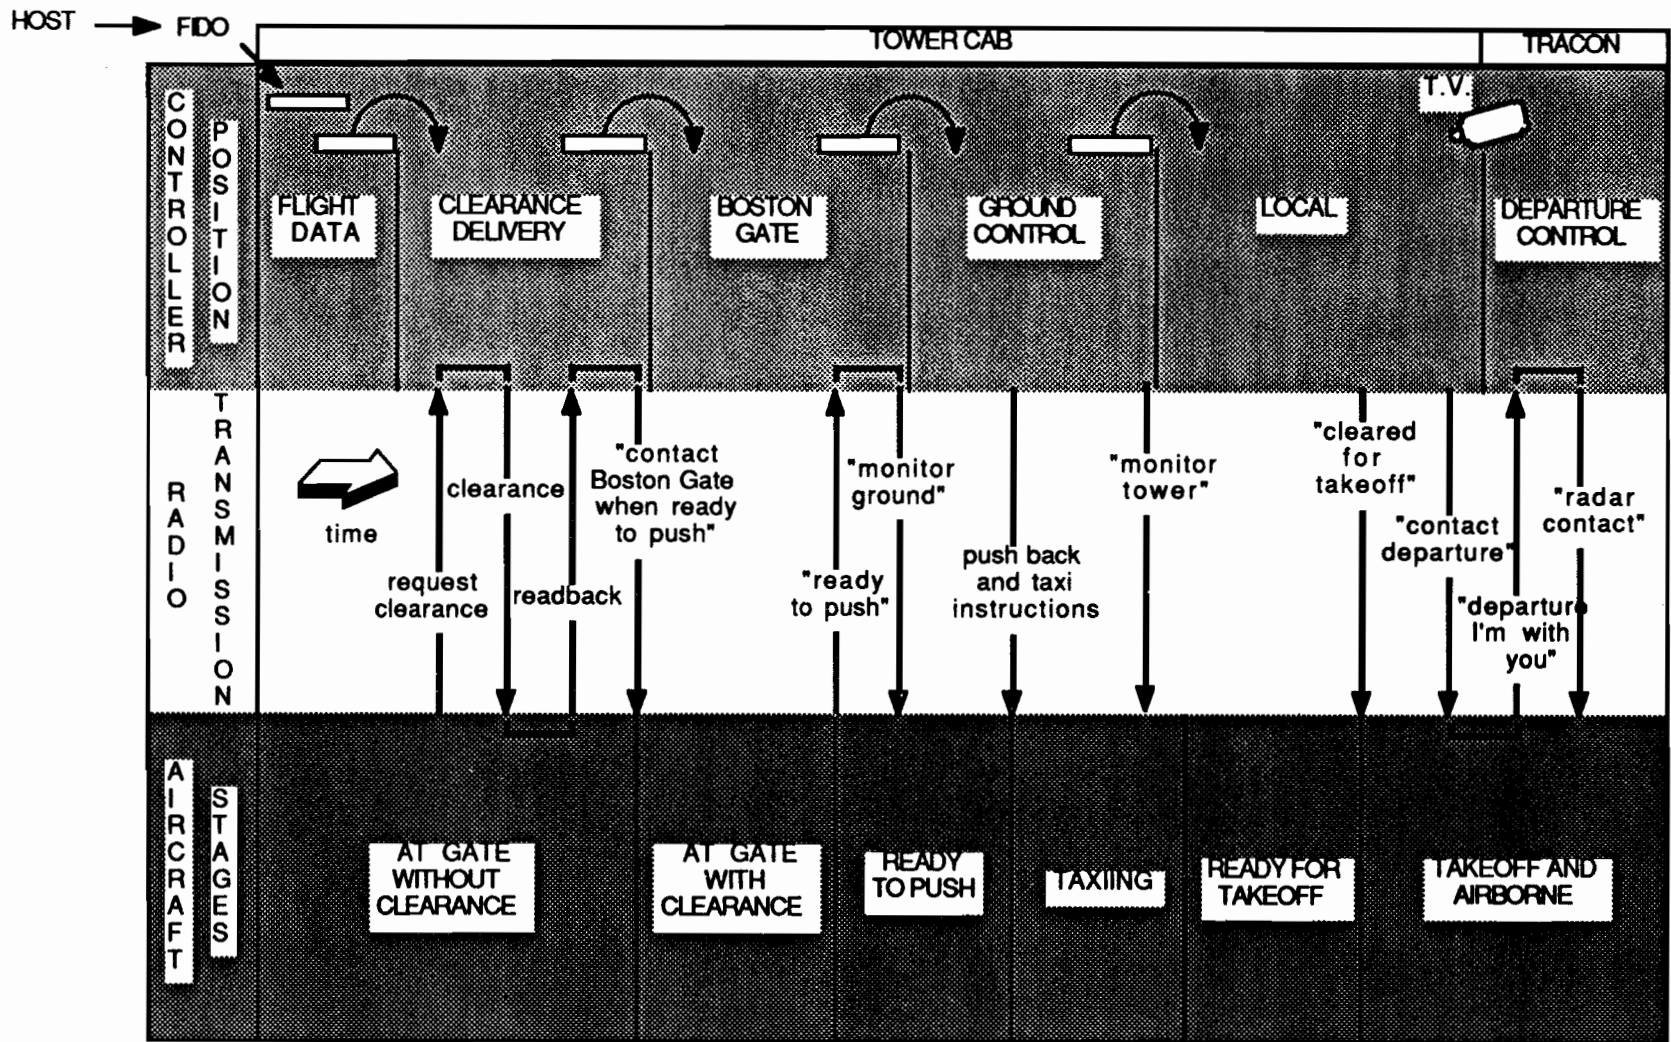 HOST
FIDO
TOWER CAB
TRACON
T.V.
CONTROLLER
POSITION
FLIGHT
DATA
CLEARANCE
DELIVERY
BOSTON
GATE
GROUND
CONTROL
LOCAL
DEPARTURE
CONTROL
RADIO
TRANSMISSION
time
request
clearance
clearance
readback
"contact
Boston Gate
when ready
to push"
"ready
to push"
"monitor
ground"
push back
and taxi
instructions
"monitor
tower"
"cleared
for
takeoff"
"contact
departure"
"departure
I'm with
you"
"radar
contact"
AIRCRAFT
STAGES
AT GATE
WITHOUT
CLEARANCE
AT GATE
WITH
CLEARANCE
READY
TO PUSH
TAXIING
READY FOR
TAKEOFF
TAKEOFF AND
AIRBORNE